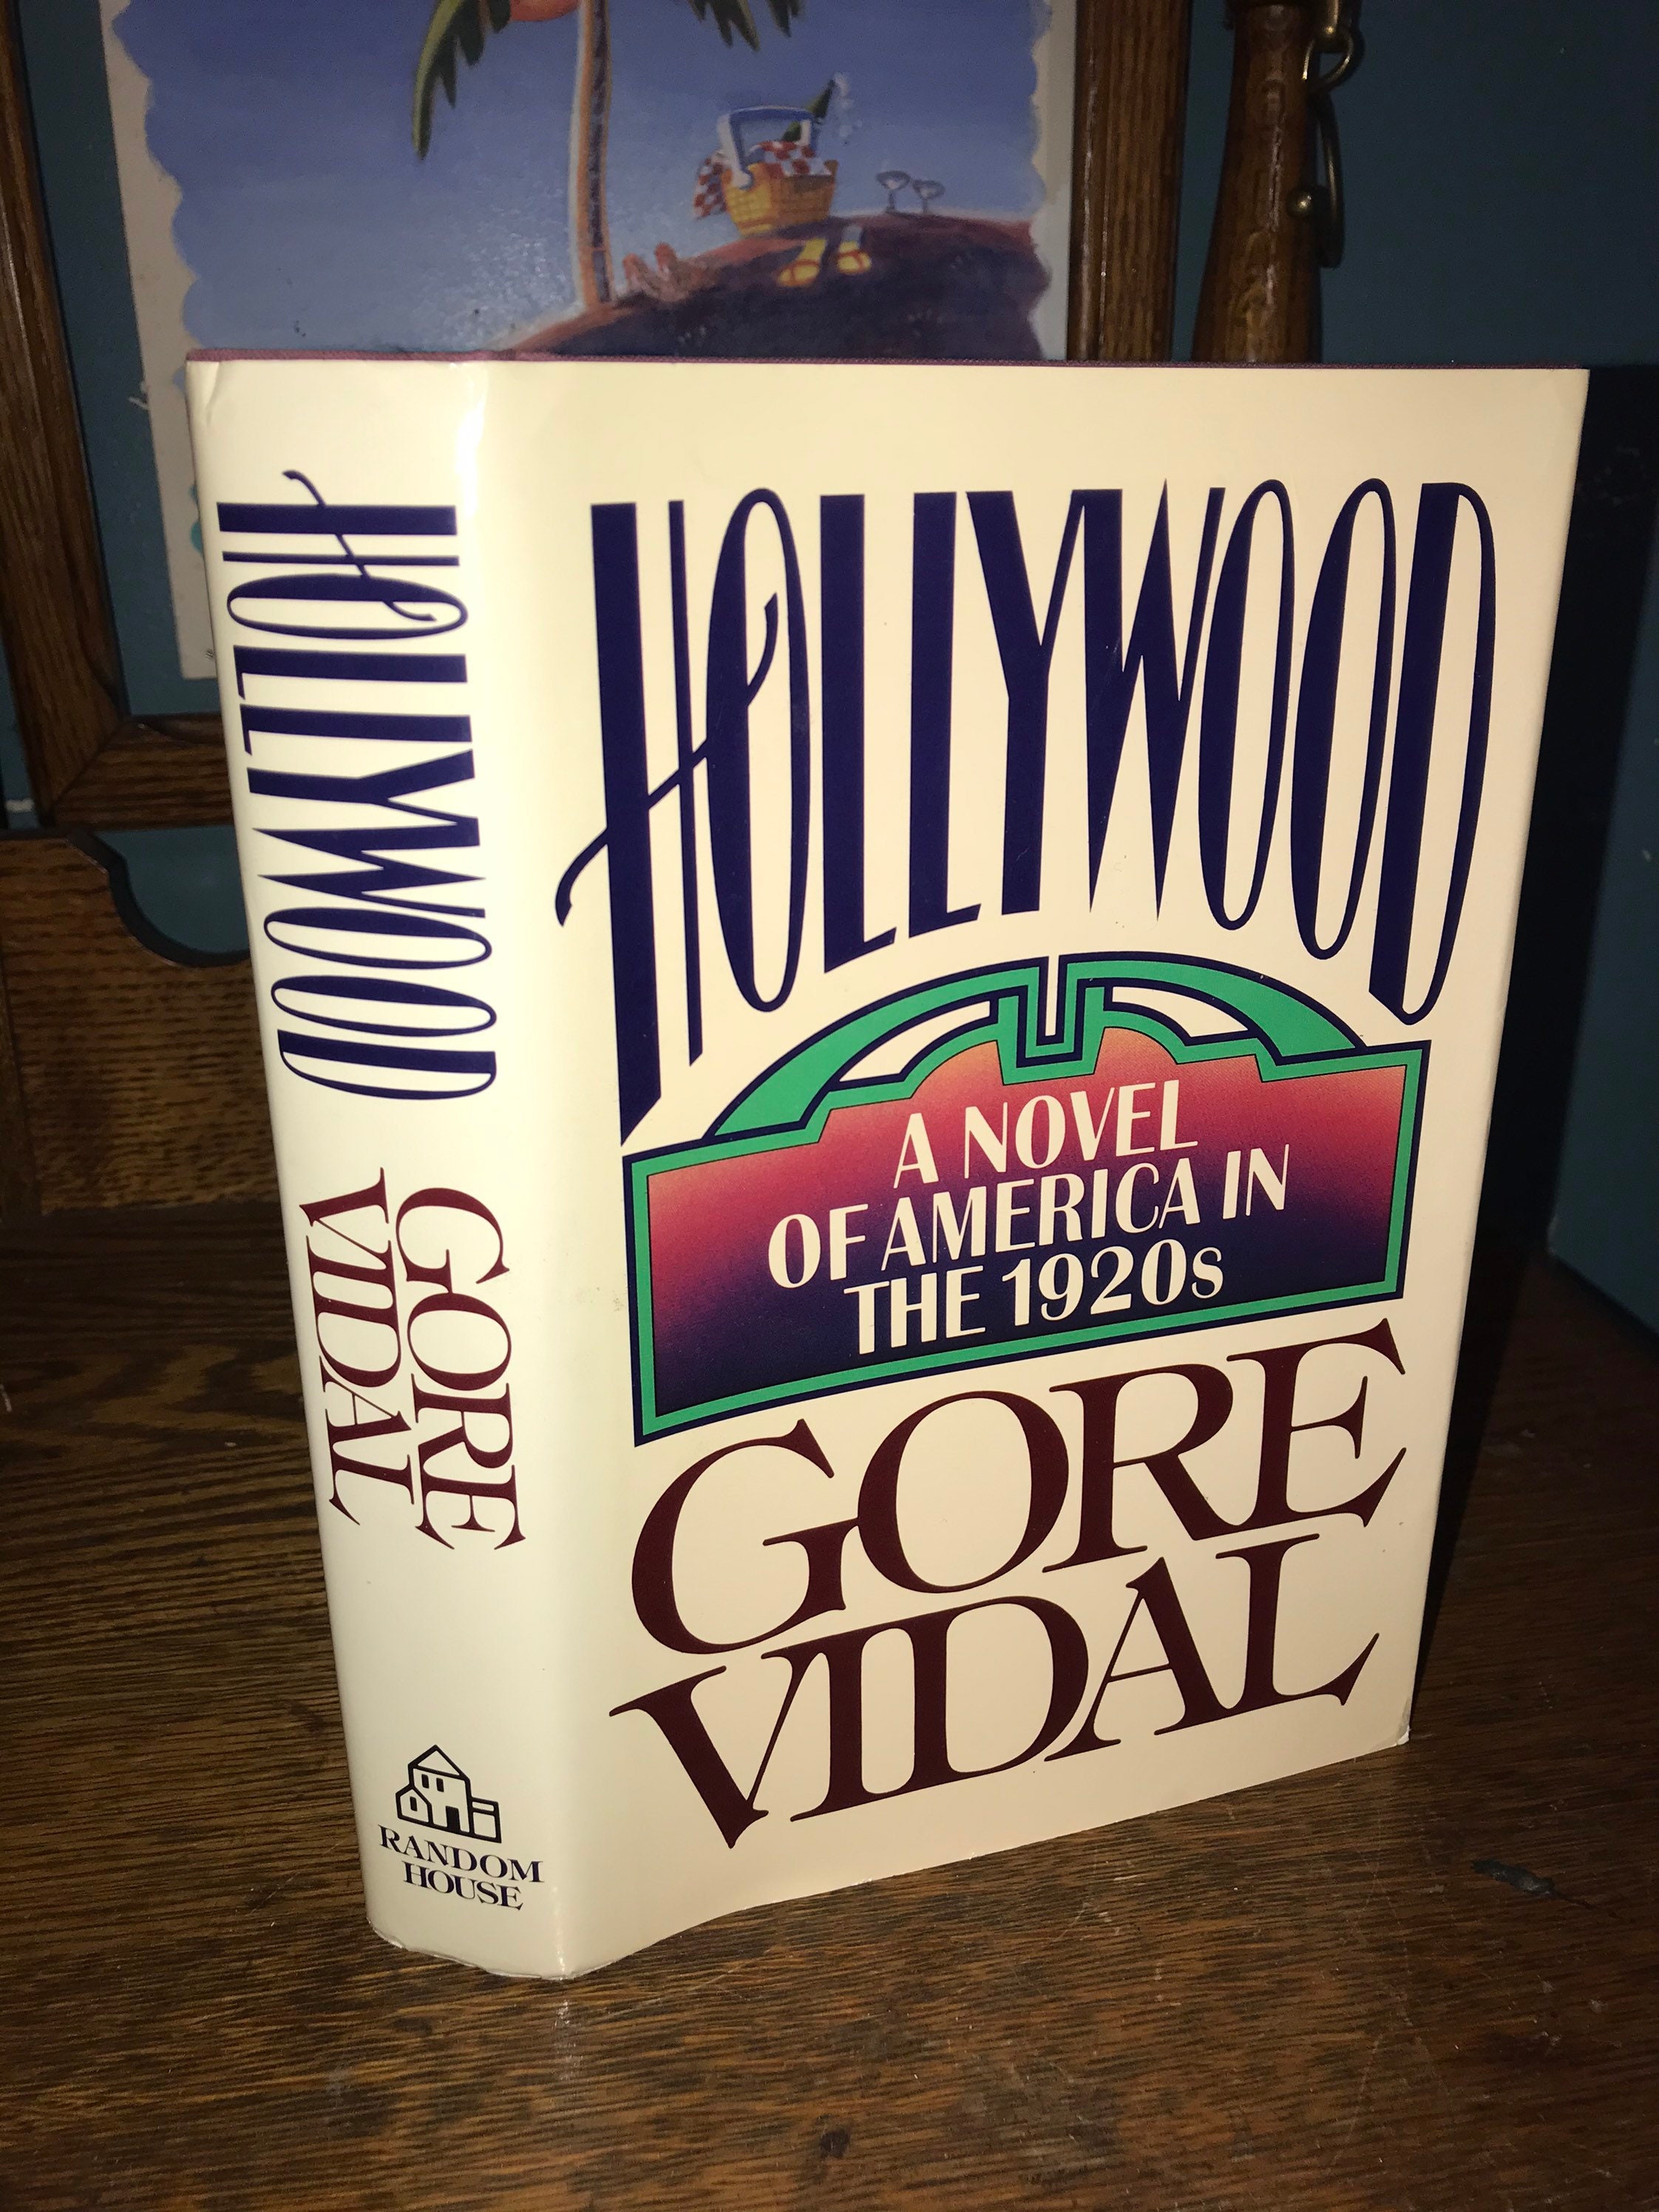 HOLLYWOOD
GORE
VIDAL
RANDOM
HOUSE
HOLLYWOOD
A NOVEL
OF AMERICA IN
THE 1920s
GORE
VIDAL